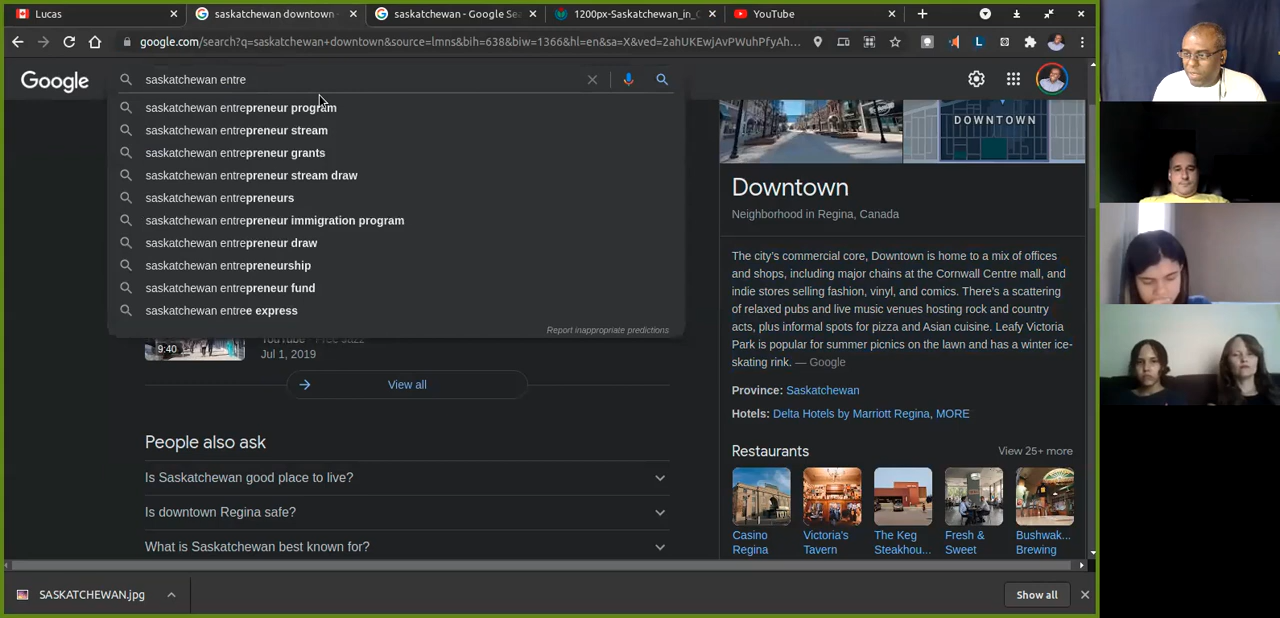 Lucas
saskatchewan downtown -
saskatchewan - Google Sea
1200px-Saskatchewan_in_C
YouTube
google.com/search?q=saskatchewan+downtown&source=lmns&bih=638&biw=1366&hl=en&sa=X&ved=2ahUKEwjAvPWuhPfyAh...
Google
saskatchewan entre
saskatchewan entrepreneur program
saskatchewan entrepreneur stream
saskatchewan entrepreneur grants
saskatchewan entrepreneur stream draw
saskatchewan entrepreneurs
saskatchewan entrepreneur immigration program
saskatchewan entrepreneur draw
saskatchewan entrepreneurship
saskatchewan entrepreneur fund
saskatchewan entree express
Report inappropriate predictions
9:40
Jul 1, 2019
View all
People also ask
Is Saskatchewan good place to live?
Is downtown Regina safe?
What is Saskatchewan best known for?
DOWNTOWN
Downtown
Neighborhood in Regina, Canada
The city's commercial core, Downtown is home to a mix of offices
and shops, including major chains at the Cornwall Centre mall, and
indie stores selling fashion, vinyl, and comics. There's a scattering
of relaxed pubs and live music venues hosting rock and country
acts, plus informal spots for pizza and Asian cuisine. Leafy Victoria
Park is popular for summer picnics on the lawn and has a winter ice-
skating rink. — Google
Province: Saskatchewan
Hotels: Delta Hotels by Marriott Regina, MORE
Restaurants
View 25+ more
Casino
Regina
Victoria's
Tavern
The Keg
Steakhou...
Fresh &
Sweet
Bushwak...
Brewing
SASKATCHEWAN.jpg
Show all